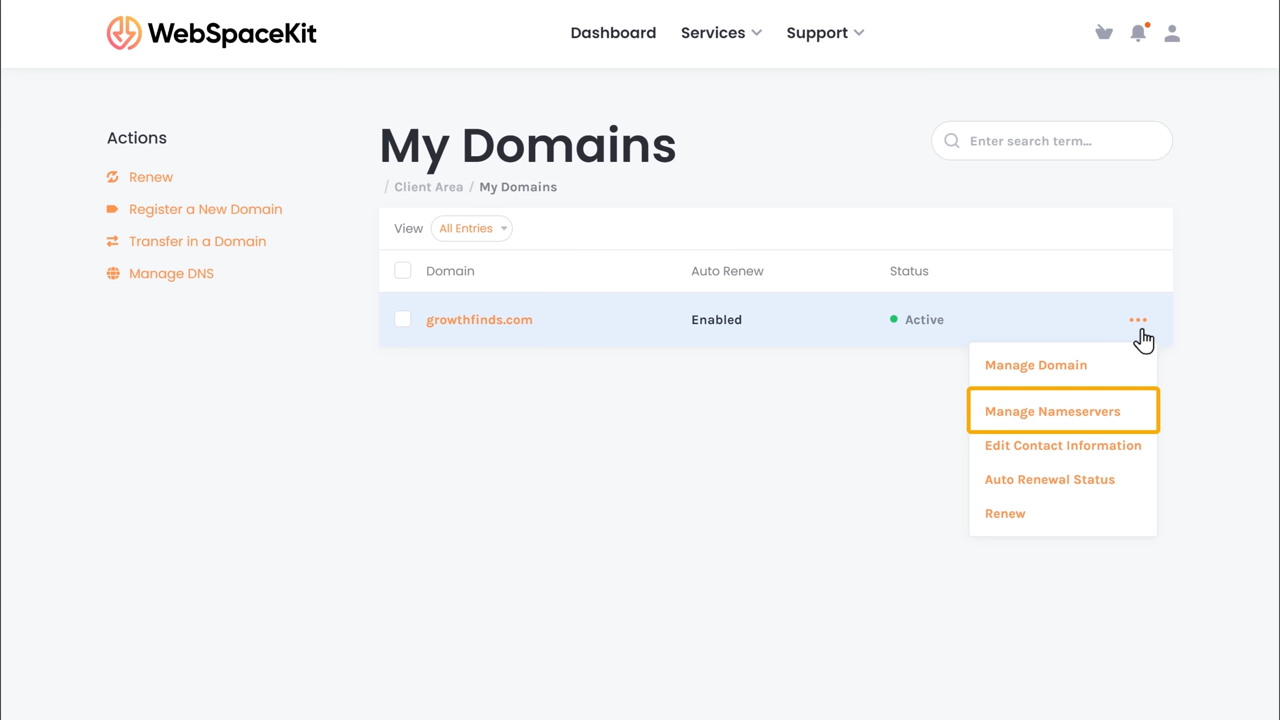 WebSpaceKit
Dashboard Services Support
Actions
Renew
Register a New Domain
Transfer in a Domain
Manage DNS
My Domains
Enter search term...
/ Client Area / My Domains
View All Entries
Domain Auto Renew Status
growthfinds.com Enabled Active
Manage Domain
Manage Nameservers
Edit Contact Information
Auto Renewal Status
Renew